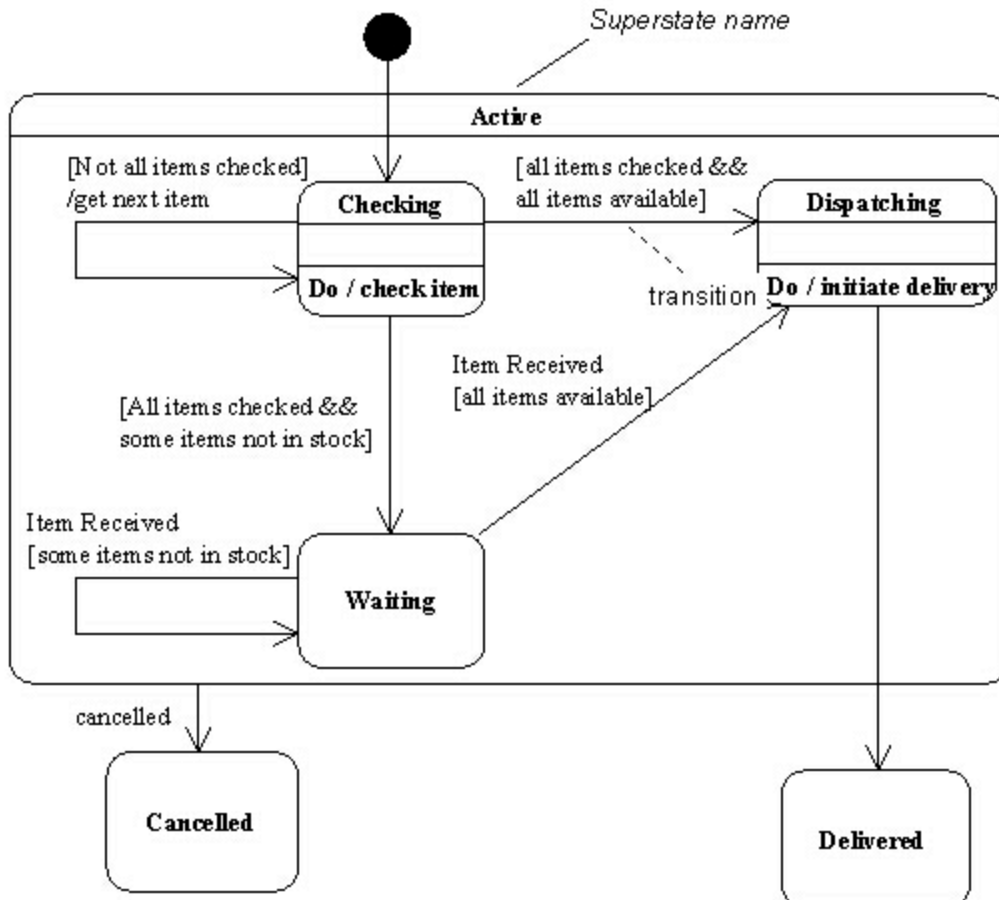 Superstate name
Active
[Not all items checked]
/get next item
[all items checked &&
all items available]
Checking
Dispatching
Do / check item
Do / initiate delivery
transition
Item Received
[all items available]
[All items checked &&
some items not in stock]
Item Received
[some items not in stock]
Waiting
cancelled
Cancelled
Delivered